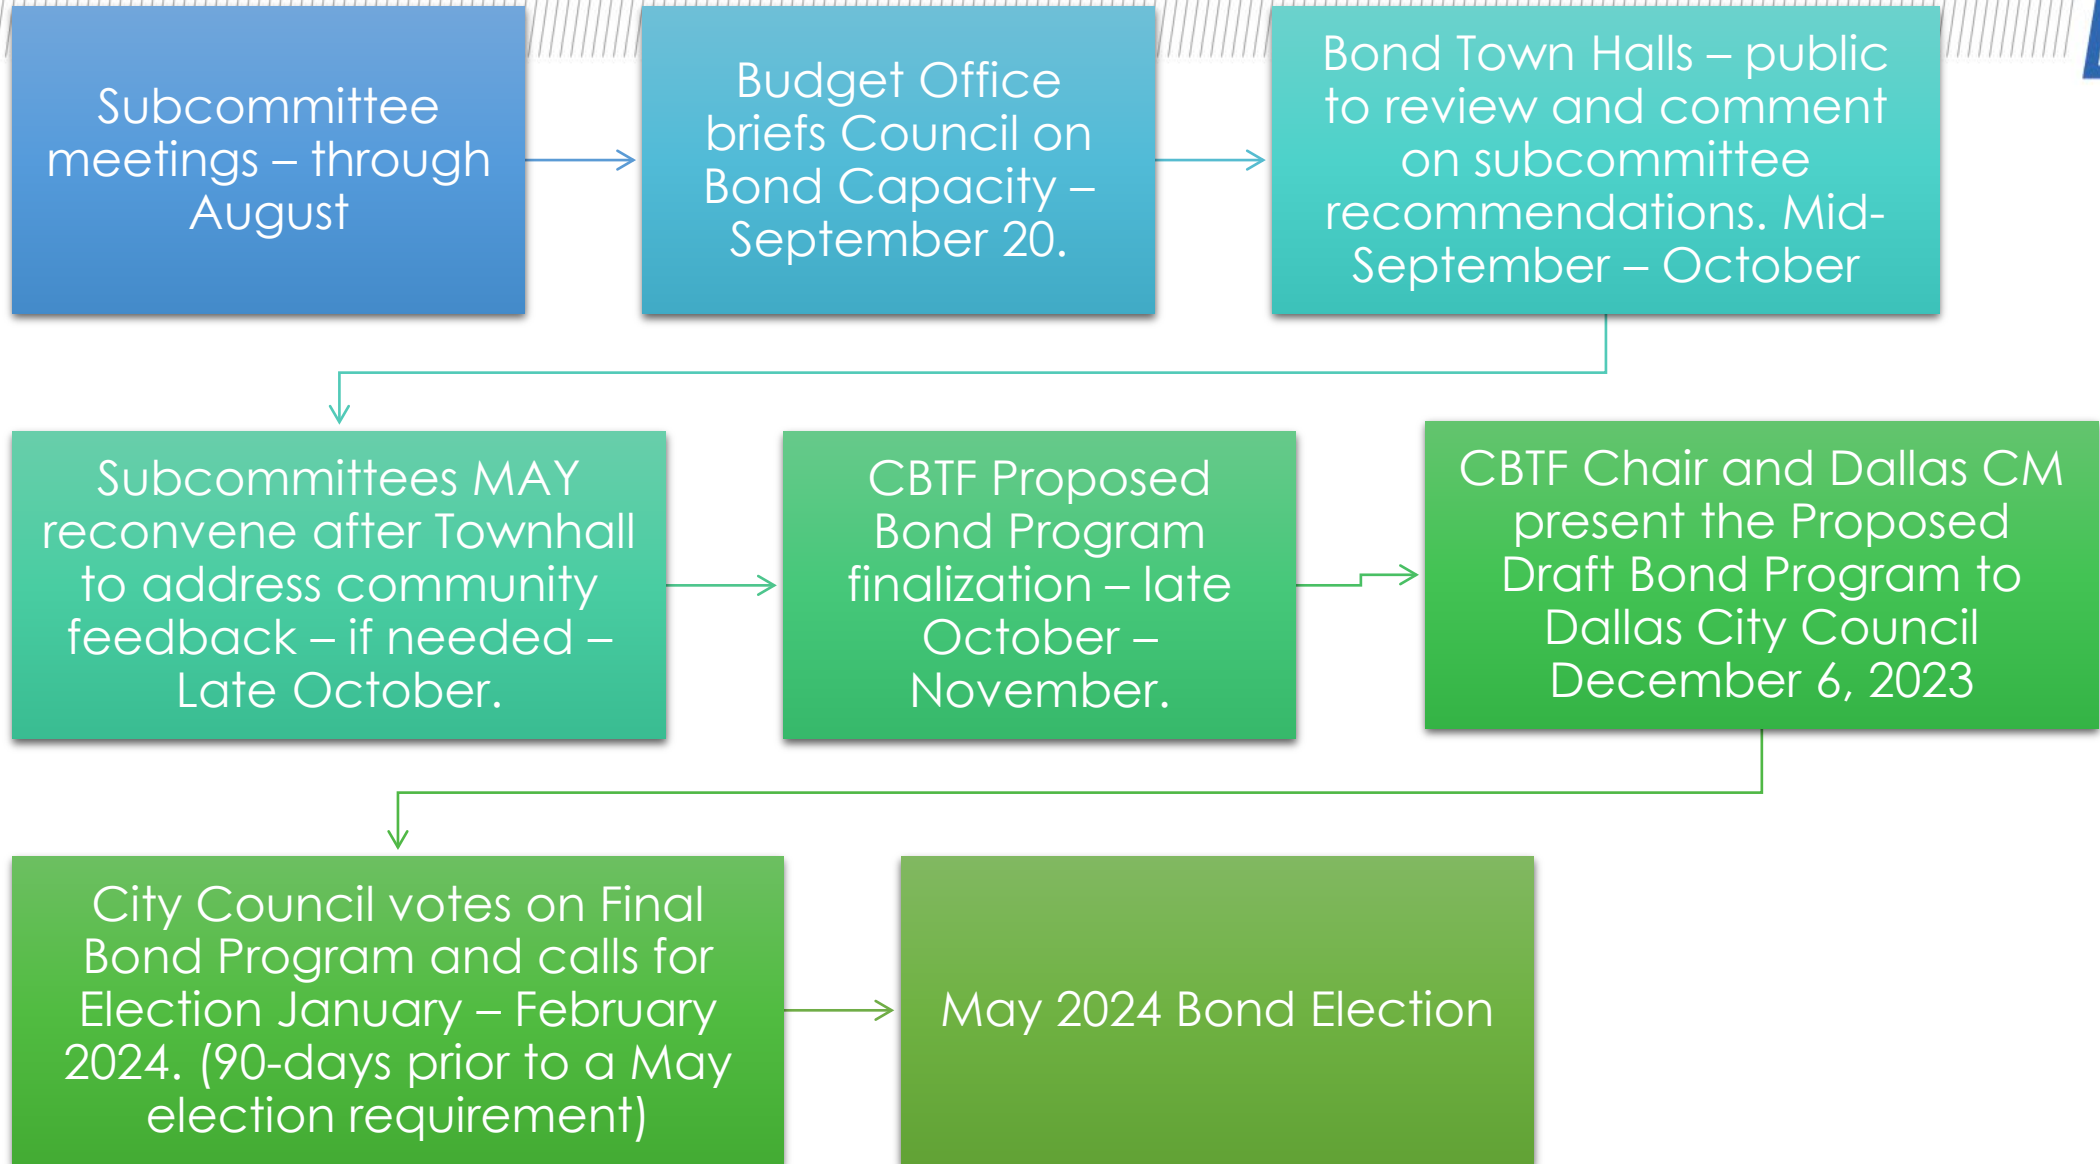 Subcommittee
meetings – through
August
Budget Office
briefs Council on
Bond Capacity –
September 20.
Bond Town Halls – public
to review and comment
on subcommittee
recommendations. Mid-
September – October
Subcommittees MAY
reconvene after Townhall
to address community
feedback – if needed –
Late October.
CBTF Proposed
Bond Program
finalization – late
October –
November.
CBTF Chair and Dallas CM
present the Proposed
Draft Bond Program to
Dallas City Council
December 6, 2023
City Council votes on Final
Bond Program and calls for
Election January – February
2024. (90-days prior to a May
election requirement)
May 2024 Bond Election